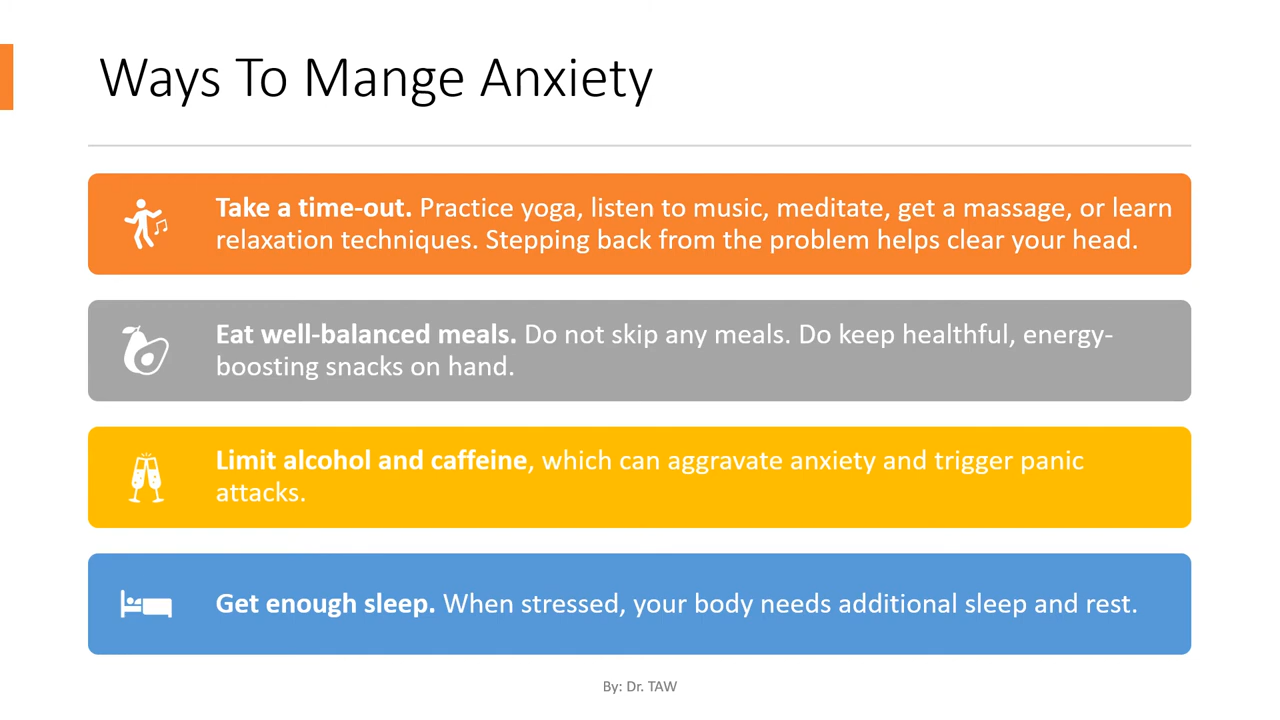 Ways To Mange Anxiety
Take a time-out. Practice yoga, listen to music, meditate, get a massage, or learn
relaxation techniques. Stepping back from the problem helps clear your head.
Eat well-balanced meals. Do not skip any meals. Do keep healthful, energy-
boosting snacks on hand.
Limit alcohol and caffeine, which can aggravate anxiety and trigger panic
attacks.
Get enough sleep. When stressed, your body needs additional sleep and rest.
By: Dr. TAW